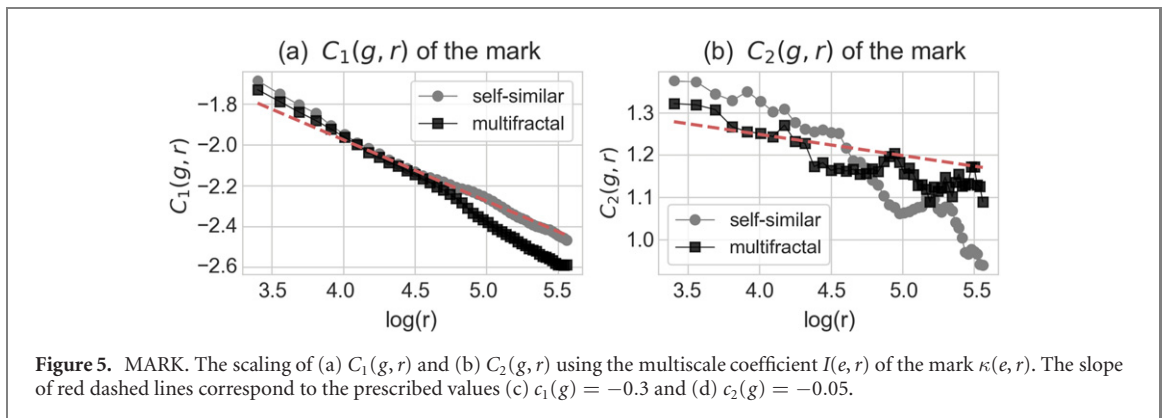 (a) C₁(g, r) of the mark
(b) C₂(g, r) of the mark
self-similar
multifractal
−1.8
−2.0
−2.2
−2.4
−2.6
C₁(g, r)
3.5 4.0 4.5 5.0 5.5
log(r)
1.3
1.2
1.1
1.0
C₂(g, r)
self-similar
multifractal
3.5 4.0 4.5 5.0 5.5
log(r)
Figure 5. MARK. The scaling of (a) C₁(g, r) and (b) C₂(g, r) using the multiscale coefficient I(e, r) of the mark κ(e, r). The slope
of red dashed lines correspond to the prescribed values (c) c₁(g) = −0.3 and (d) c₂(g) = −0.05.